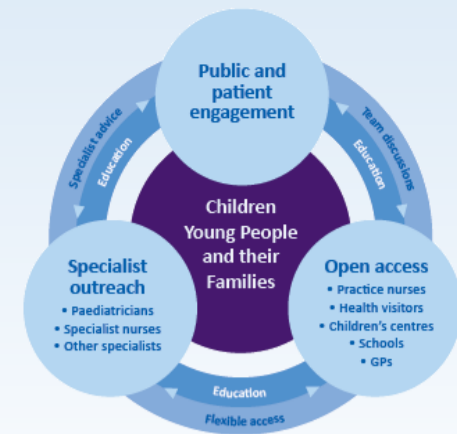 Public and
patient
engagement
Specialist advice
Education
Team discussions
Education
Children
Young People
and their
Families
Specialist
outreach
• Paediatricians
• Specialist nurses
• Other specialists
Open access
• Practice nurses
• Health visitors
• Children's centres
• Schools
• GPs
Education
Flexible access